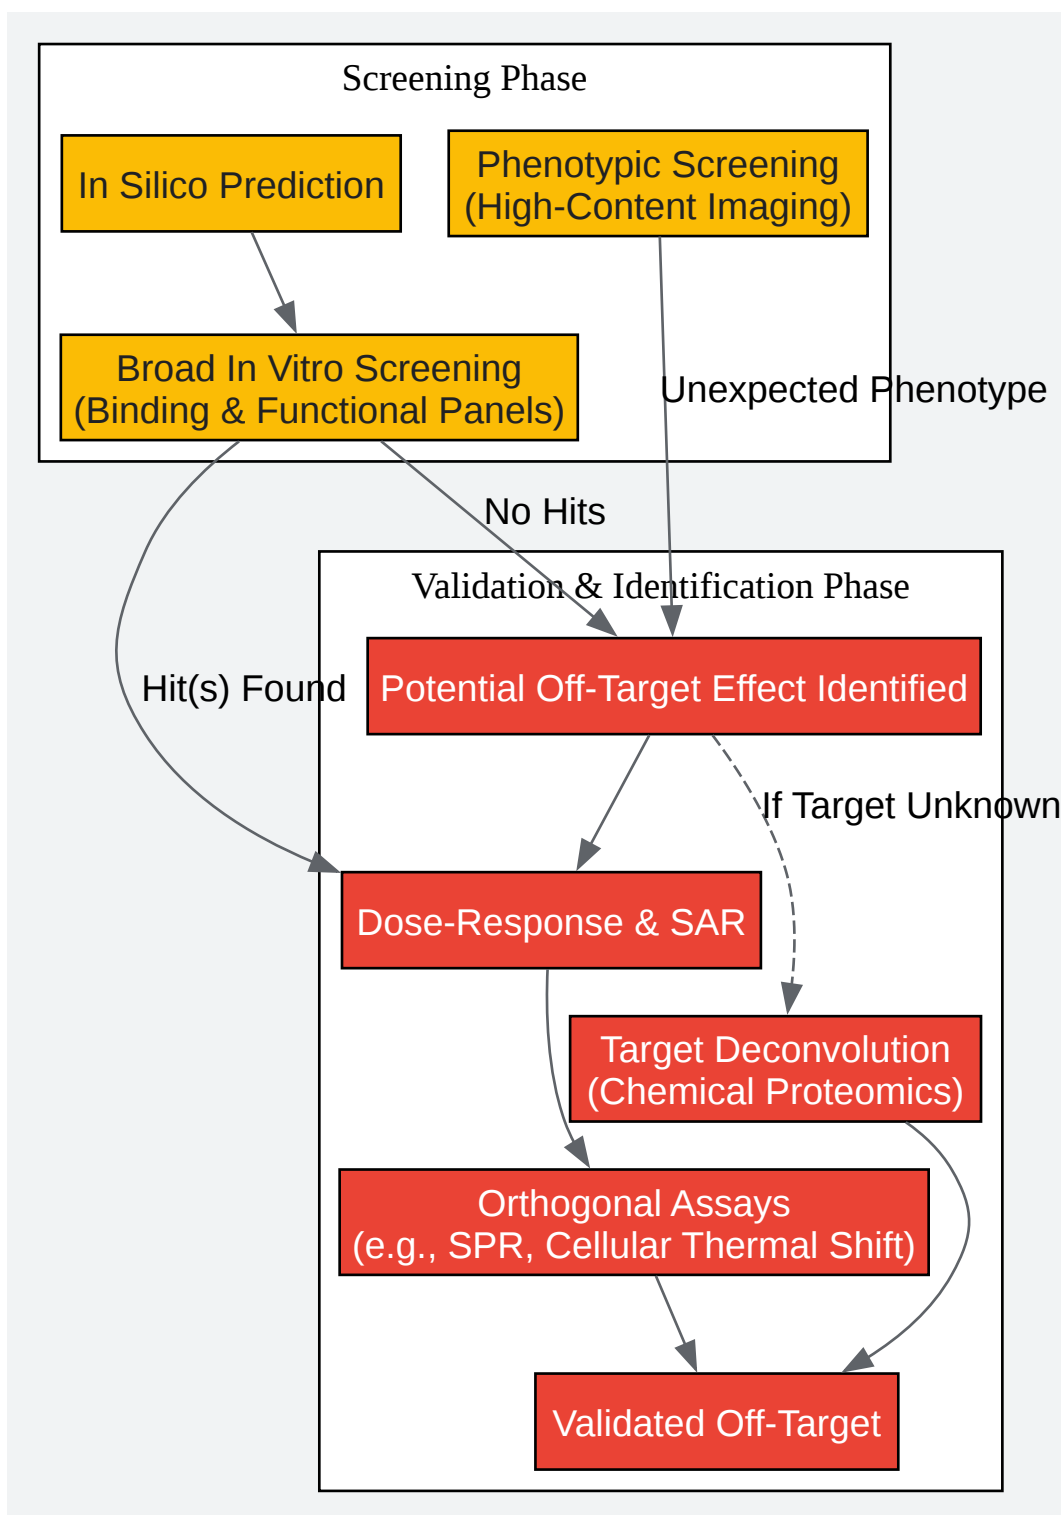 Screening Phase
In Silico Prediction
Phenotypic Screening
(High-Content Imaging)
Broad In Vitro Screening
(Binding & Functional Panels)
Unexpected Phenotype
No Hits
Validation & Identification Phase
Hit(s) Found
Potential Off-Target Effect Identified
If Target Unknown
Dose-Response & SAR
Target Deconvolution
(Chemical Proteomics)
Orthogonal Assays
(e.g., SPR, Cellular Thermal Shift)
Validated Off-Target